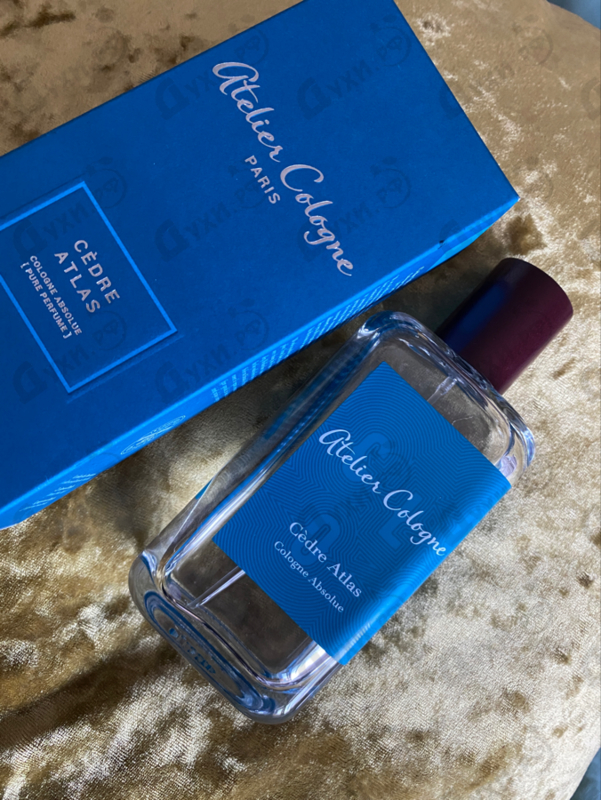 Atelier Cologne
PARIS
CÈDRE
ATLAS
COLOGNE ABSOLUE
[ PURE PERFUME ]
Atelier Cologne
Cèdre Atlas
Cologne Absolue